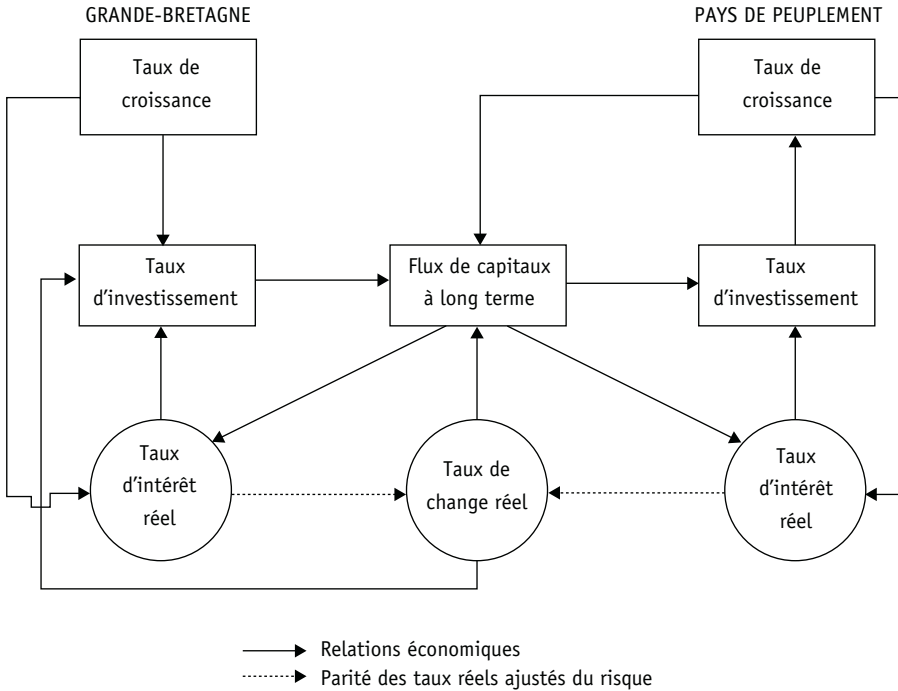 GRANDE-BRETAGNE
PAYS DE PEUPLEMENT
Taux de
croissance
Taux de
croissance
Taux
d'investissement
Flux de capitaux
à long terme
Taux
d'investissement
Taux
d'intérêt
réel
Taux de
change réel
Taux
d'intérêt
réel
Relations économiques
Parité des taux réels ajustés du risque